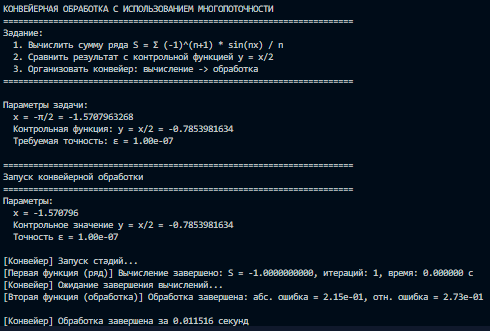 КОНВЕЙЕРНАЯ ОБРАБОТКА С ИСПОЛЬЗОВАНИЕМ МНОГОПОТОЧНОСТИ
======================================================================
Задание:
1. Вычислить сумму ряда S = Σ (-1)^(n+1) * sin(nx) / n
2. Сравнить результат с контрольной функцией y = x/2
3. Организовать конвейер: вычисление -> обработка
======================================================================
Параметры задачи:
x = -π/2 = -1.5707963268
Контрольная функция: y = x/2 = -0.7853981634
Требуемая точность: ε = 1.00e-07
======================================================================
Запуск конвейерной обработки
======================================================================
Параметры:
x = -1.570796
Контрольное значение y = x/2 = -0.7853981634
Точность ε = 1.00e-07
[Конвейер] Запуск стадий...
[Первая функция (ряд)] Вычисление завершено: S = -1.0000000000, итераций: 1, время: 0.000000 с
[Конвейер] Ожидание завершения вычислений...
[Вторая функция (обработка)] Обработка завершена: абс. ошибка = 2.15e-01, отн. ошибка = 2.73e-01
[Конвейер] Обработка завершена за 0.011516 секунд